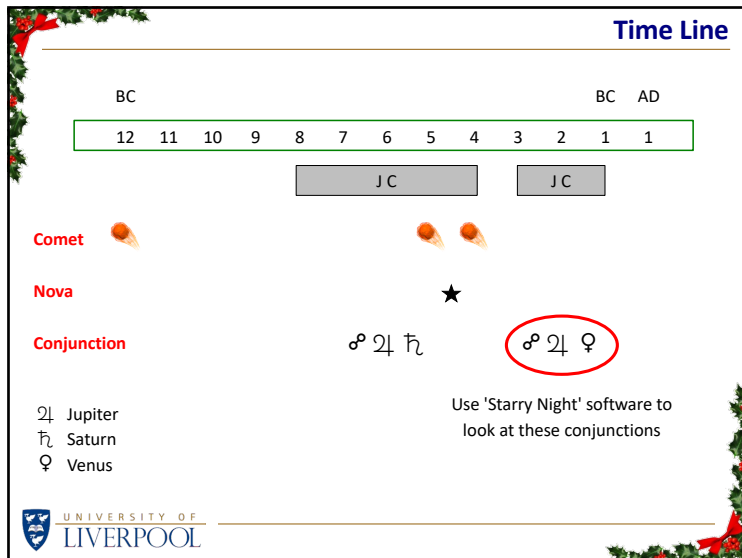 Time Line
BC BC AD
12 11 10 9 8 7 6 5 4 3 2 1 1
J C J C
Comet
Nova
Conjunction ☍ ♃ ♄ ☍ ♃ ♀
♃ Jupiter
♄ Saturn
♀ Venus
Use 'Starry Night' software to
look at these conjunctions
UNIVERSITY OF
LIVERPOOL